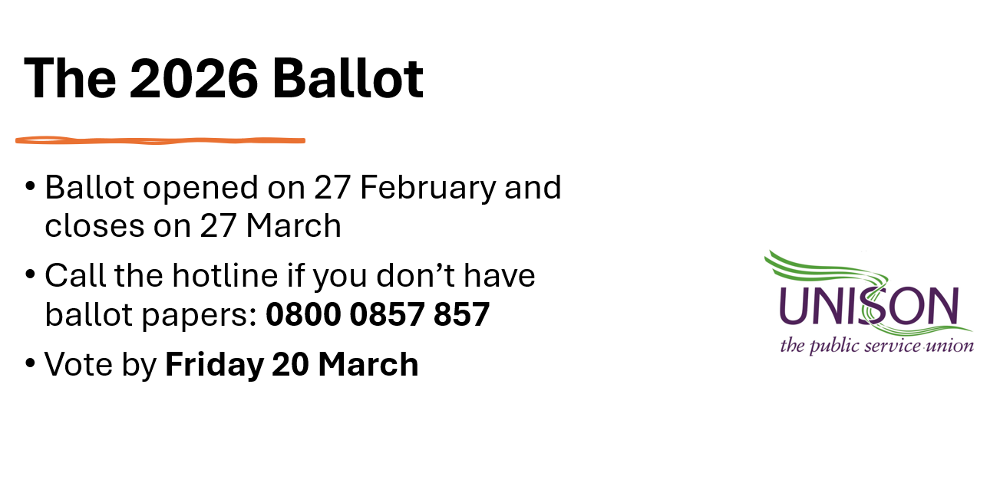 The 2026 Ballot
• Ballot opened on 27 February and
closes on 27 March
• Call the hotline if you don’t have
ballot papers: 0800 0857 857
• Vote by Friday 20 March
UNISON
the public service union